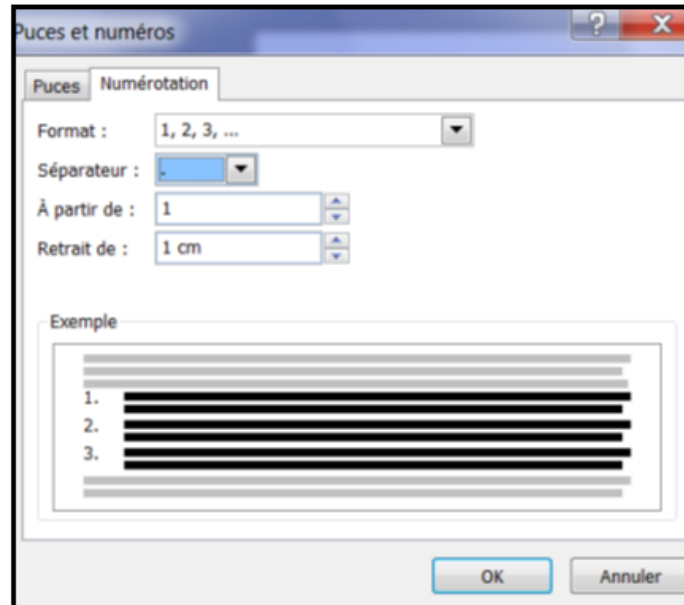 Puces et numéros
Puces Numérotation
Format : 1, 2, 3, ...
Séparateur : .
À partir de : 1
Retrait de : 1 cm
Exemple
1.
2.
3.
OK Annuler